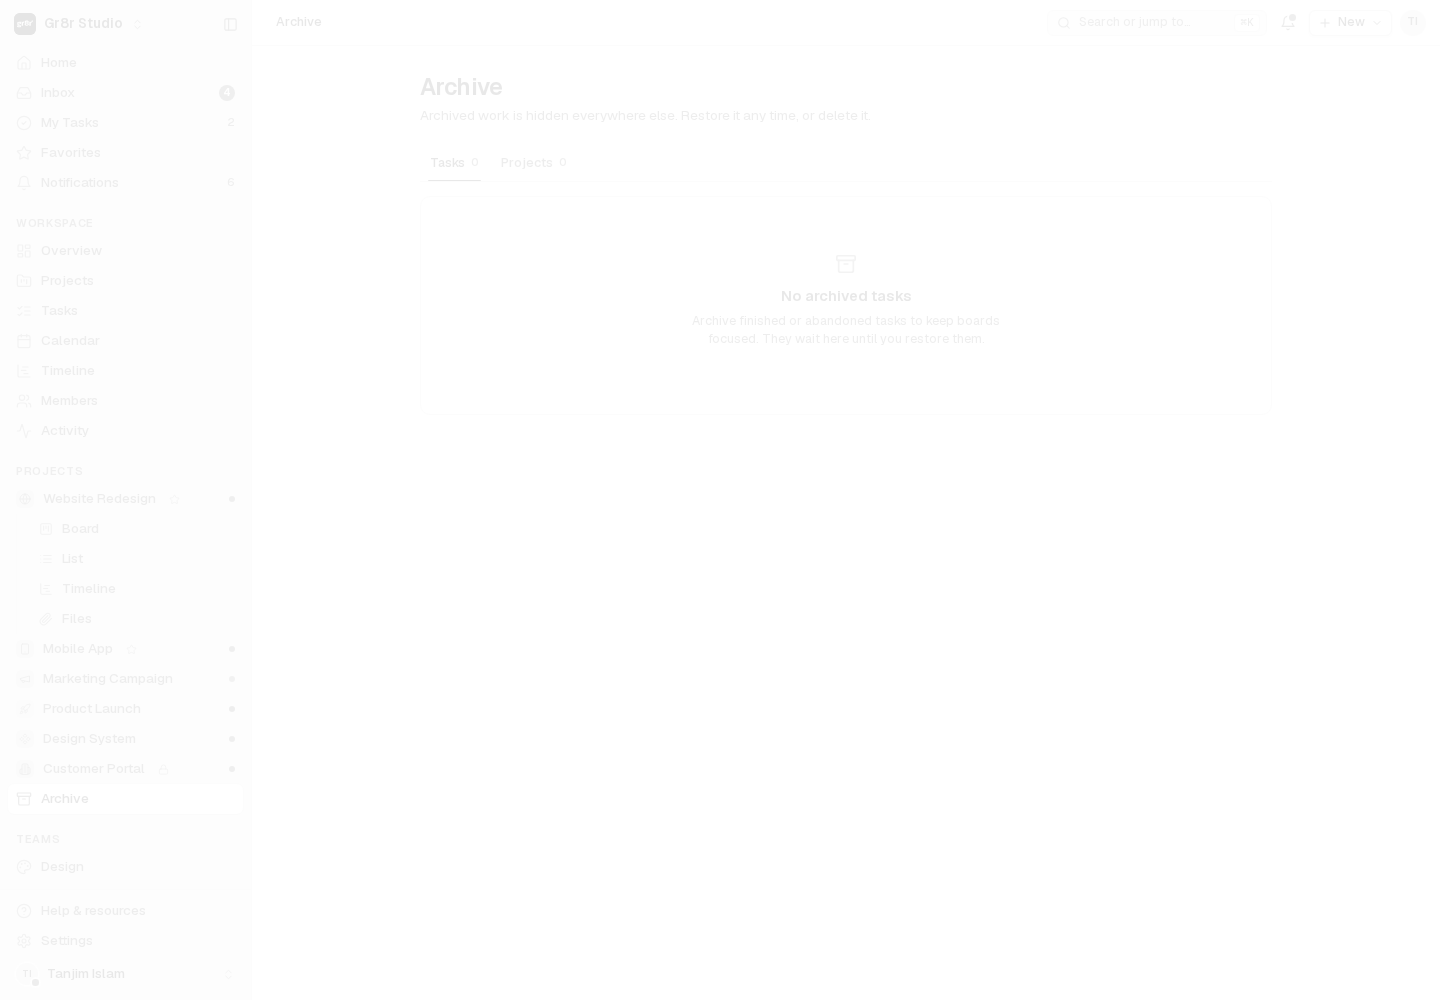 gr8r
Gr8r Studio
Home
Inbox 4
My Tasks 2
Favorites
Notifications 6
WORKSPACE
Overview
Projects
Tasks
Calendar
Timeline
Members
Activity
PROJECTS
Website Redesign
Board
List
Timeline
Files
Mobile App
Marketing Campaign
Product Launch
Design System
Customer Portal
Archive
TEAMS
Design
Help & resources
Settings
TI Tanjim Islam
Archive
Search or jump to... ⌘K
New
TI
Archive
Archived work is hidden everywhere else. Restore it any time, or delete it.
Tasks 0 Projects 0
No archived tasks
Archive finished or abandoned tasks to keep boards
focused. They wait here until you restore them.